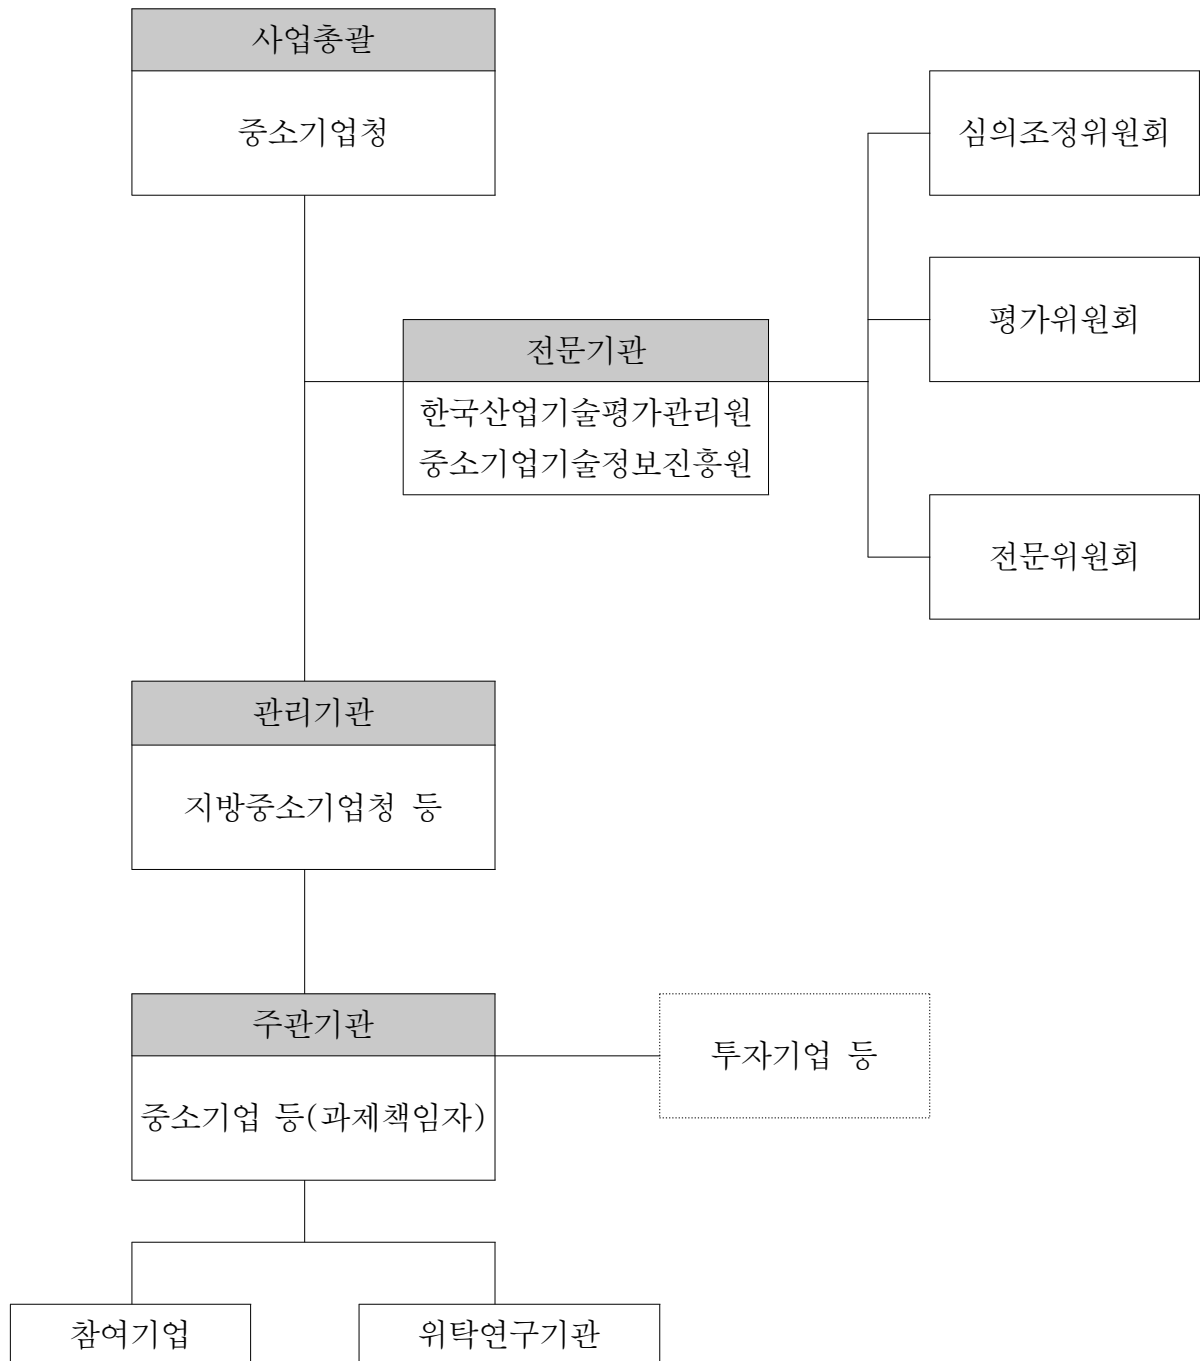 사업총괄
중소기업청
심의조정위원회
평가위원회
전문기관
한국산업기술평가관리원
중소기업기술정보진흥원
전문위원회
관리기관
지방중소기업청 등
주관기관
중소기업 등(과제책임자)
투자기업 등
참여기업
위탁연구기관